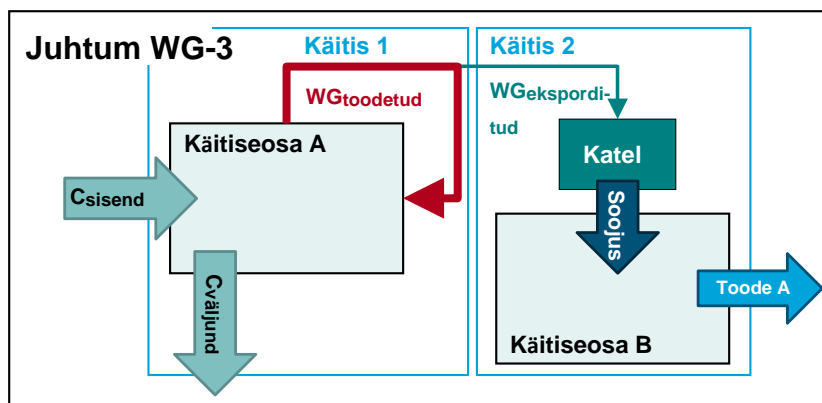 Juhtum WG-3
Käitis 1
Käitis 2
WGtoodetud
WGekspordi-
tud
Käitiseosa A
Katel
Csisend
Soojus
Cväljund
Toode A
Käitiseosa B